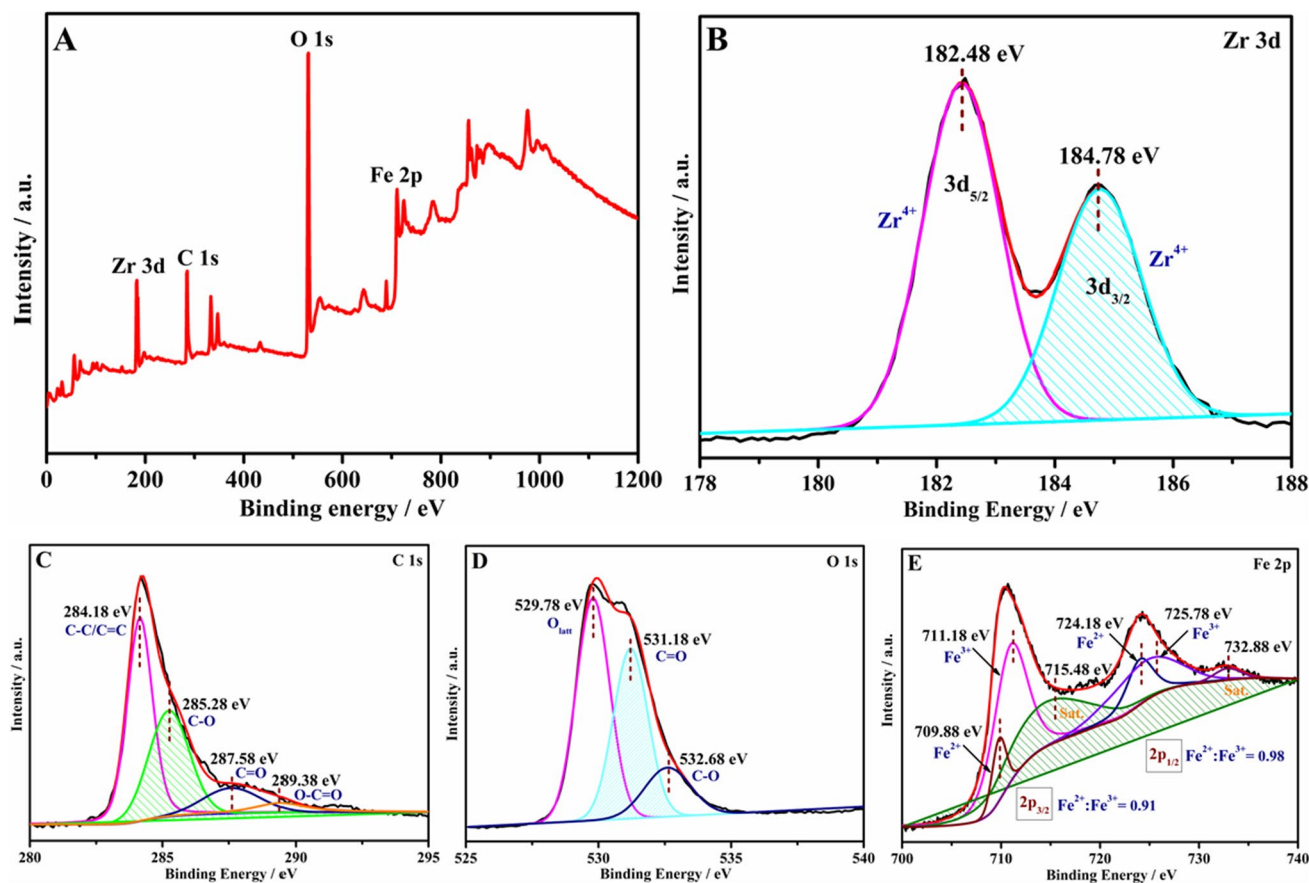 A
O 1s
Fe 2p
Zr 3d
C 1s
Intensity / a.u.
0 200 400 600 800 1000 1200
Binding energy / eV
B
Zr 3d
182.48 eV
184.78 eV
3d5/2
Zr4+
Zr4+
3d3/2
Intensity / a.u.
178 180 182 184 186 188
Binding Energy / eV
C
C 1s
284.18 eV
C-C/C=C
285.28 eV
C-O
287.58 eV
C=O
289.38 eV
O-C=O
Intensity / a.u.
280 285 290 295
Binding Energy / eV
D
O 1s
529.78 eV
Olatt
531.18 eV
C=O
532.68 eV
C-O
Intensity / a.u.
525 530 535 540
Binding Energy / eV
E
Fe 2p
711.18 eV
Fe3+
724.18 eV
Fe2+
725.78 eV
Fe3+
732.88 eV
715.48 eV
Sat.
Sat.
709.88 eV
Fe2+
2p1/2 Fe2+:Fe3+ = 0.98
2p3/2 Fe2+:Fe3+ = 0.91
Intensity / a.u.
700 710 720 730 740
Binding Energy / eV